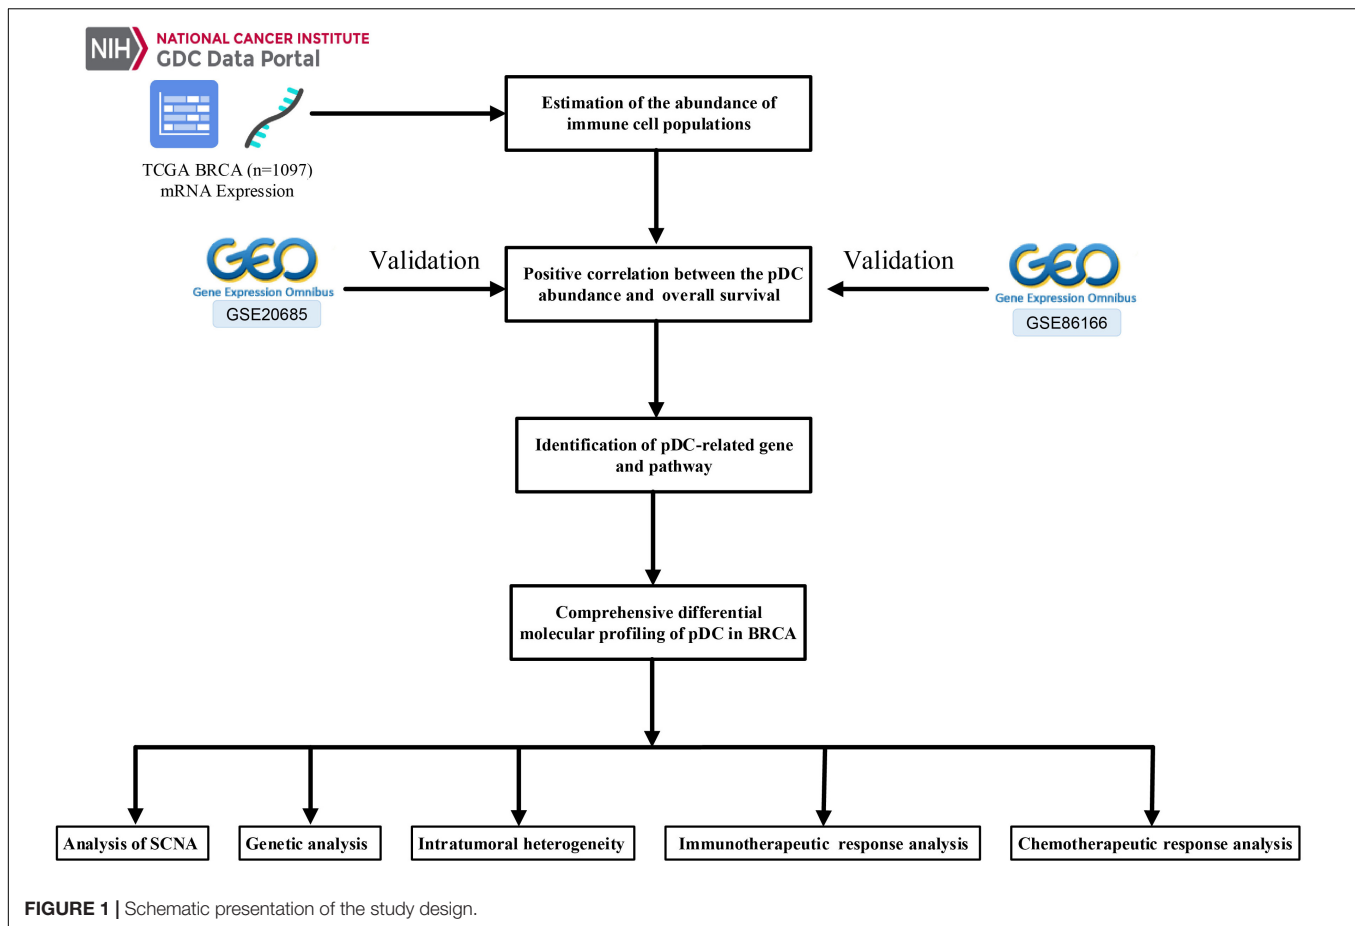 NIH
NATIONAL CANCER INSTITUTE
GDC Data Portal
TCGA BRCA (n=1097)
mRNA Expression
Estimation of the abundance of
immune cell populations
GEO
Gene Expression Omnibus
GSE20685
Validation
Positive correlation between the pDC
abundance and overall survival
Validation
GEO
Gene Expression Omnibus
GSE86166
Identification of pDC-related gene
and pathway
Comprehensive differential
molecular profiling of pDC in BRCA
Analysis of SCNA
Genetic analysis
Intratumoral heterogeneity
Immunotherapeutic response analysis
Chemotherapeutic response analysis
FIGURE 1 | Schematic presentation of the study design.